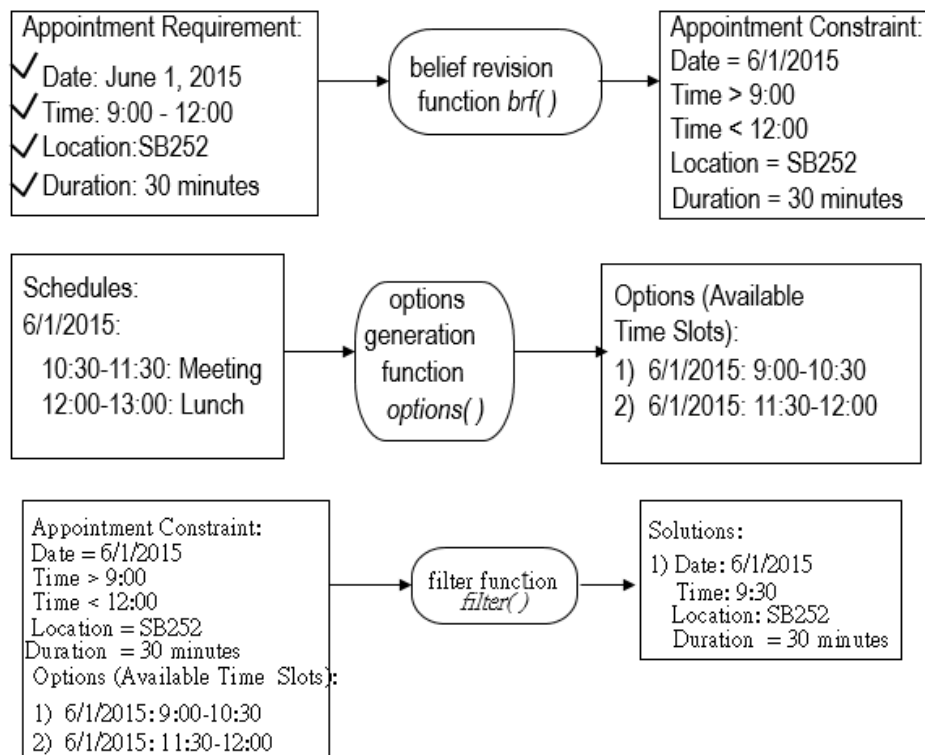 Appointment Requirement:
Date: June 1, 2015
Time: 9:00 - 12:00
Location:SB252
Duration: 30 minutes
belief revision
function brf()
Appointment Constraint:
Date = 6/1/2015
Time > 9:00
Time < 12:00
Location = SB252
Duration = 30 minutes
Schedules:
6/1/2015:
10:30-11:30: Meeting
12:00-13:00: Lunch
options
generation
function
options()
Options (Available
Time Slots):
1) 6/1/2015: 9:00-10:30
2) 6/1/2015: 11:30-12:00
Appointment Constraint:
Date = 6/1/2015
Time > 9:00
Time < 12:00
Location = SB252
Duration = 30 minutes
Options (Available Time Slots):
1) 6/1/2015: 9:00-10:30
2) 6/1/2015: 11:30-12:00
filter function
filter()
Solutions:
1) Date: 6/1/2015
Time: 9:30
Location: SB252
Duration = 30 minutes